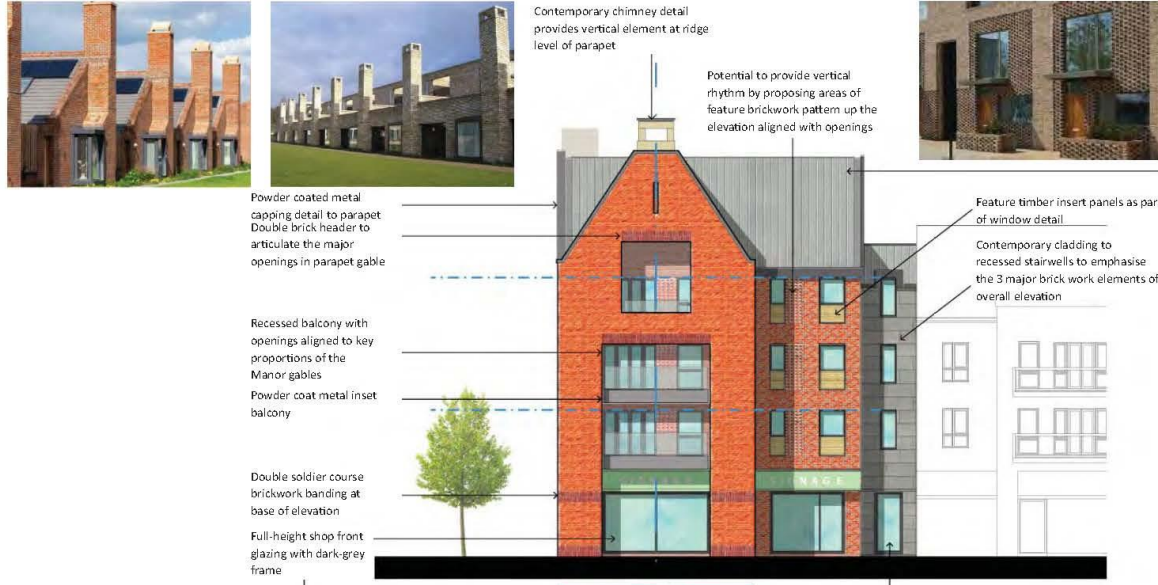 Contemporary chimney detail
provides vertical element at ridge
level of parapet
Potential to provide vertical
rhythm by proposing areas of
feature brickwork pattern up the
elevation aligned with openings
Powder coated metal
capping detail to parapet
Double brick header to
articulate the major
openings in parapet gable
Feature timber insert panels as par
of window detail
Contemporary cladding to
recessed stairwells to emphasise
the 3 major brick work elements of
overall elevation
Recessed balcony with
openings aligned to key
proportions of the
Manor gables
Powder coat metal inset
balcony
Double soldier course
brickwork banding at
base of elevation
SIGNAGE
Full-height shop front
glazing with dark-grey
frame